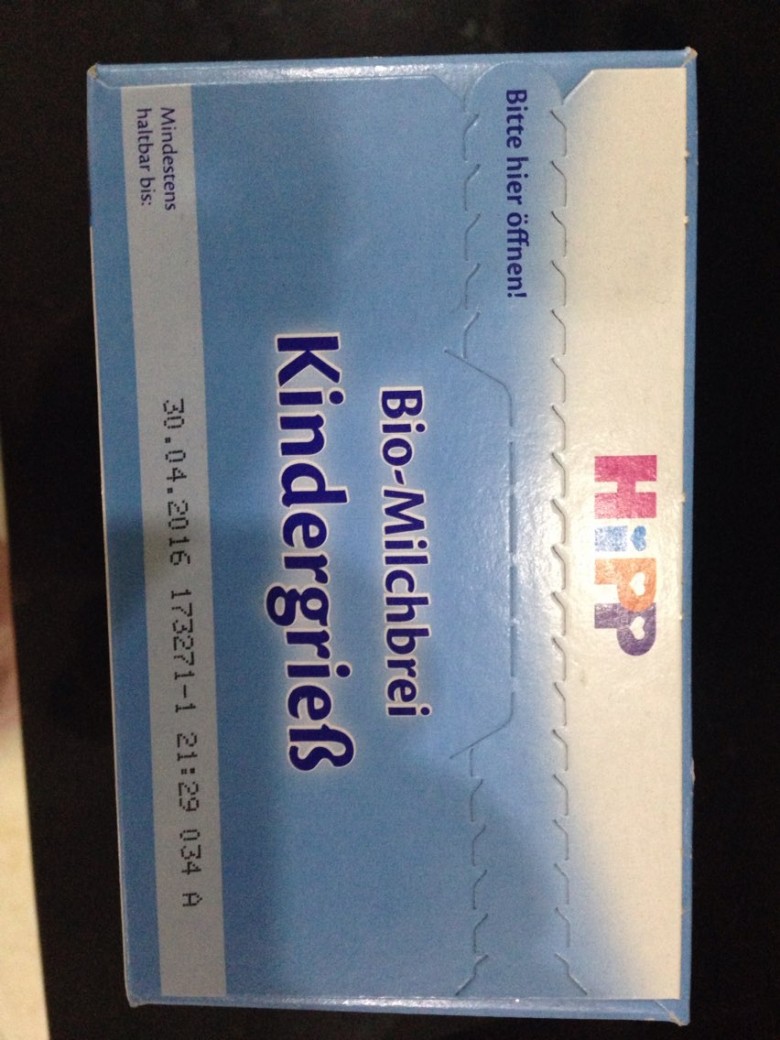 HiPP
Bitte hier öffnen!
Bio-Milchbrei
Kindergrieß
Mindestens
haltbar bis:
30.04.2016 173271-1 21:29 034 A